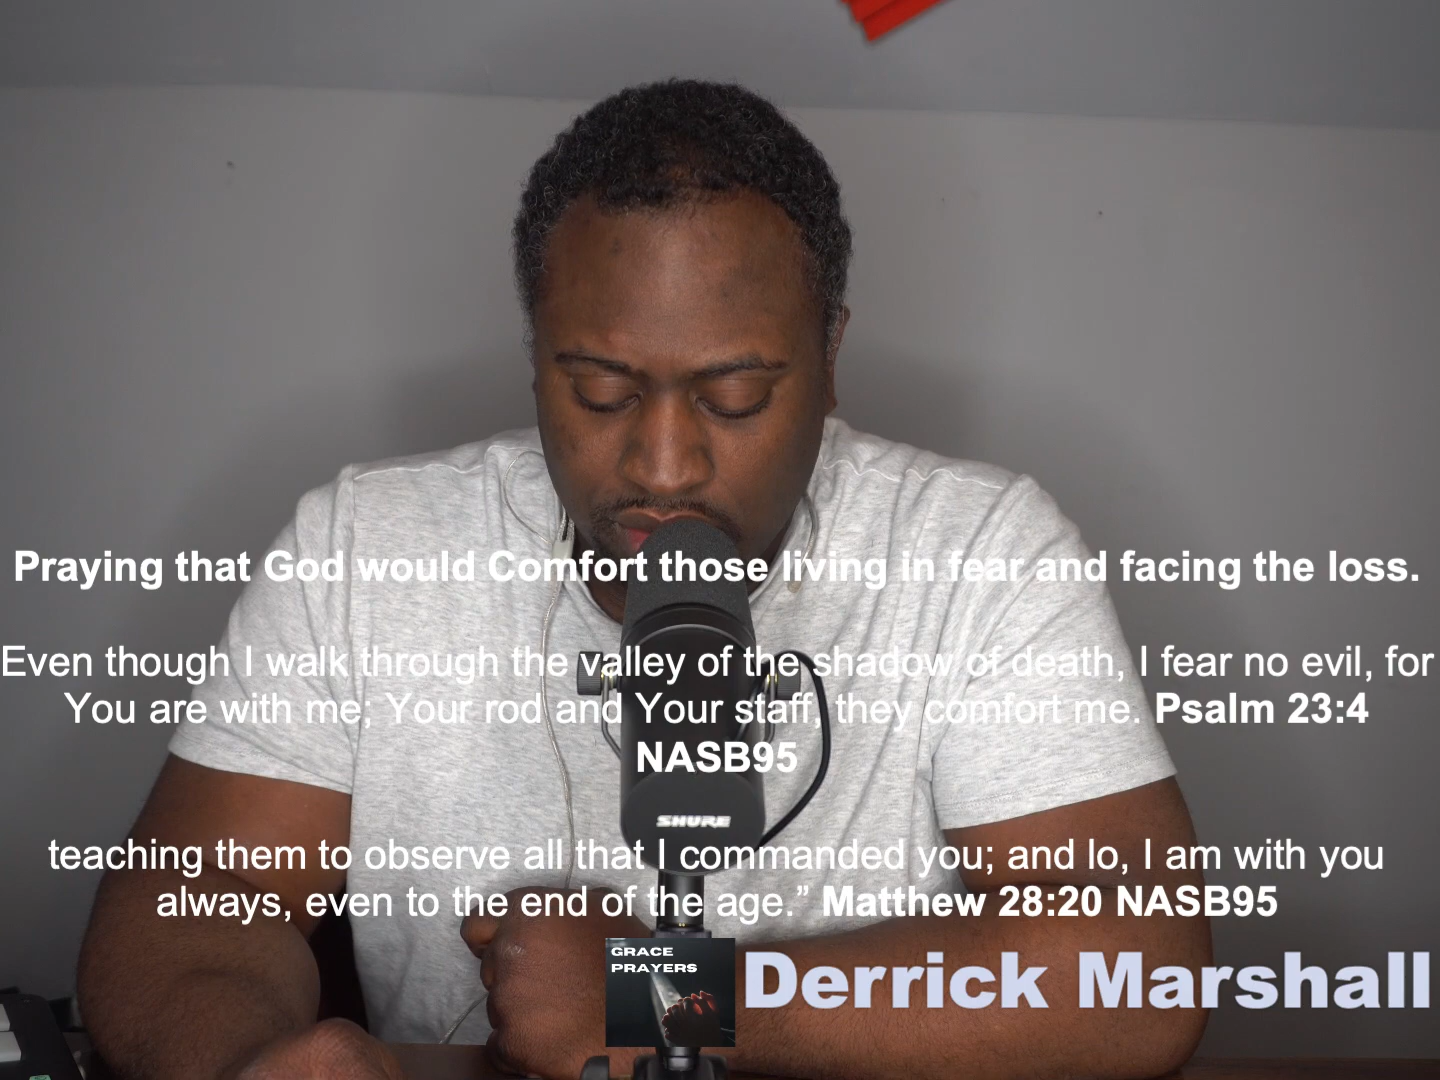 Praying that God would Comfort those living in fear and facing the loss.
Even though I walk through the valley of the shadow of death, I fear no evil, for
You are with me; Your rod and Your staff, they comfort me. Psalm 23:4
NASB95
SHURE
teaching them to observe all that I commanded you; and lo, I am with you
always, even to the end of the age.” Matthew 28:20 NASB95
GRACE
PRAYERS
Derrick Marshall